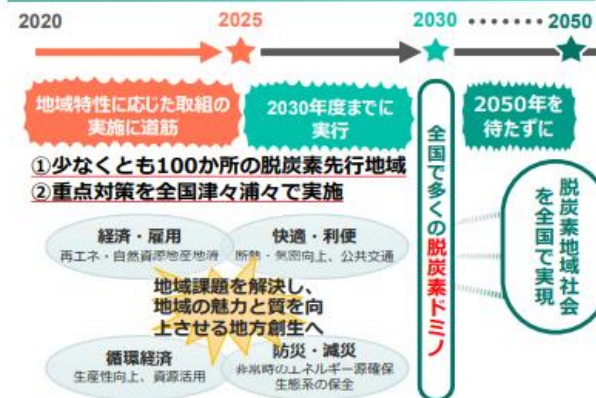 2020 2025 2030 ・・・・・・・ 2050
地域特性に応じた取組の
実施に道筋
2030年度までに
実行
2050年を
待たずに
①少なくとも100か所の脱炭素先行地域
②重点対策を全国津々浦々で実施
経済・雇用
再エネ・自然資源地産地消
快適・利便
断熱・気密向上、公共交通
地域課題を解決し、
地域の魅力と質を向
上させる地方創生へ
循環経済
生産性向上、資源活用
防災・減災
非常時のエネルギー源確保
生態系の保全
全国で多くの脱炭素ドミノ
脱炭素地域社会
を全国で実現